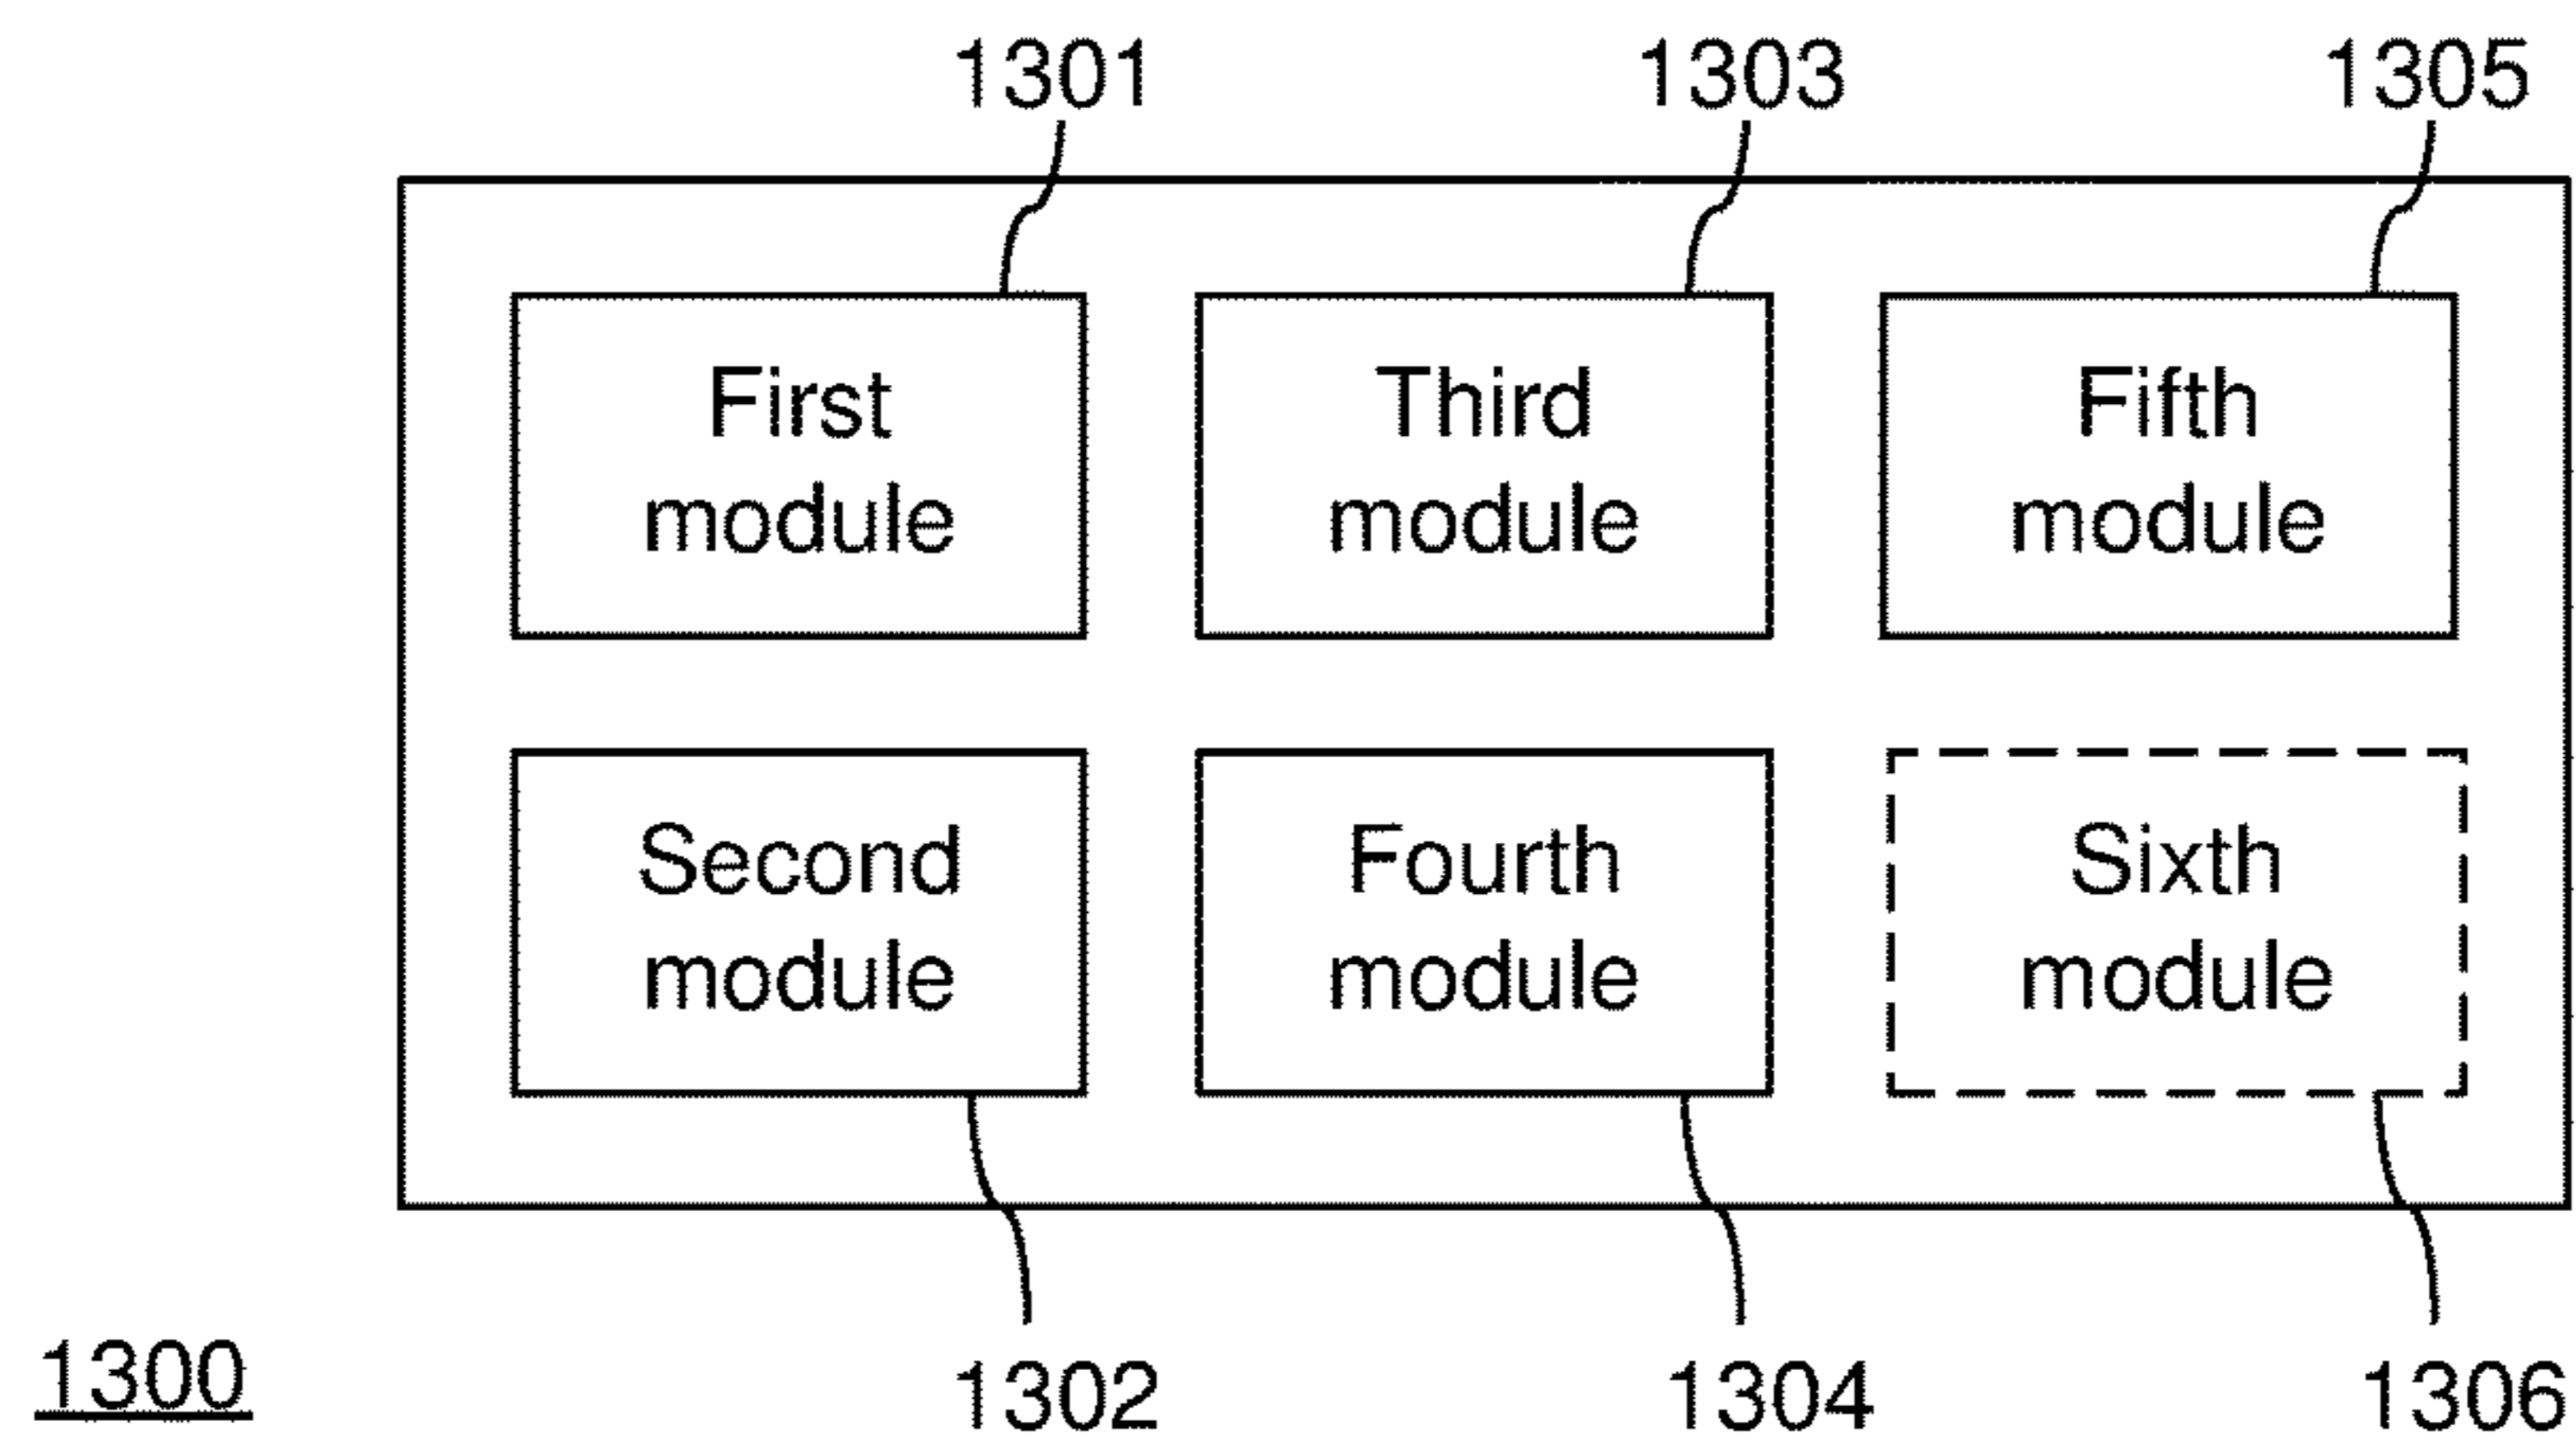 1301 1303 1305
First Third Fifth
module module module
Second Fourth Sixth
module module module
1300 1302 1304 1306